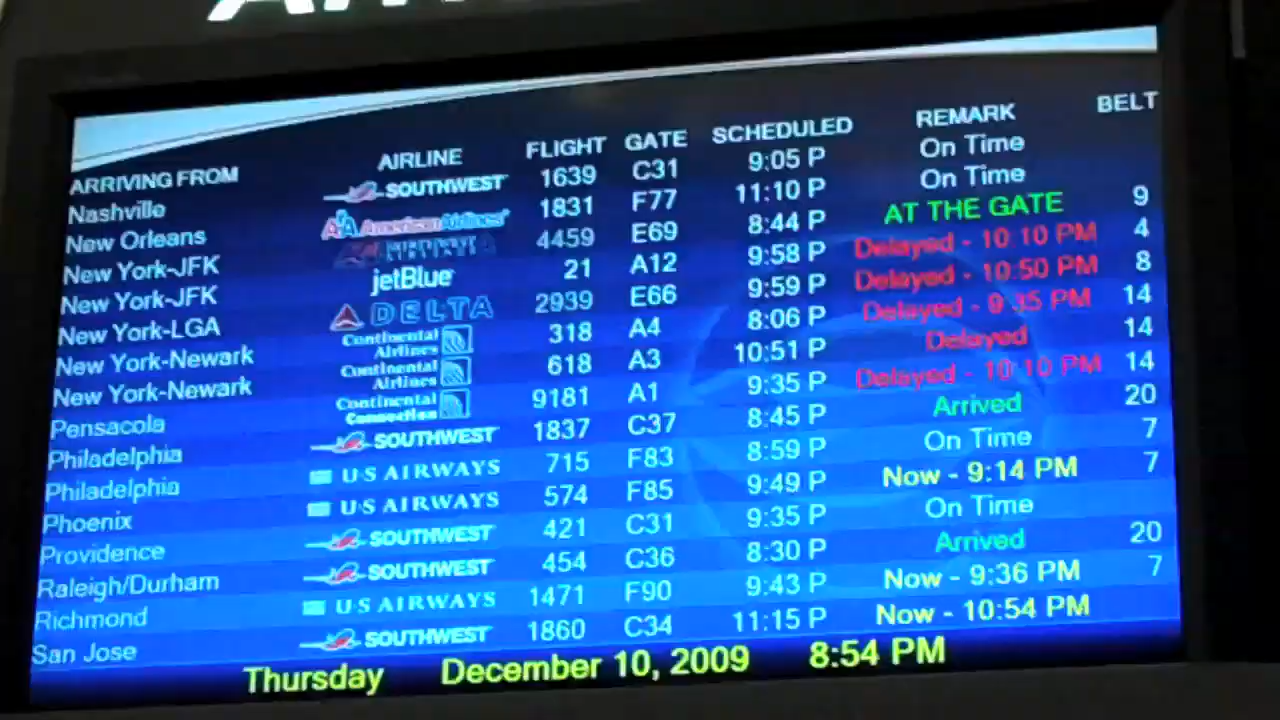 ARRIVING FROM AIRLINE FLIGHT GATE SCHEDULED REMARK BELT
Nashville SOUTHWEST 1639 C31 9:05 P On Time
New Orleans AmericanAirlines 1831 F77 11:10 P On Time
New York-JFK 4459 E69 8:44 P AT THE GATE 9
New York-JFK jetBlue 21 A12 9:58 P Delayed - 10:10 PM 4
New York-LGA DELTA 2939 E66 9:59 P Delayed - 10:50 PM 8
New York-Newark Continental Airlines 318 A4 8:06 P Delayed - 9:35 PM 14
New York-Newark Continental Airlines 618 A3 10:51 P Delayed 14
Pensacola Continental Connection 9181 A1 9:35 P Delayed - 10:10 PM 14
Philadelphia SOUTHWEST 1837 C37 8:45 P Arrived 20
Philadelphia U·S AIRWAYS 715 F83 8:59 P On Time 7
Phoenix U·S AIRWAYS 574 F85 9:49 P Now - 9:14 PM 7
Providence SOUTHWEST 421 C31 9:35 P On Time
Raleigh/Durham SOUTHWEST 454 C36 8:30 P Arrived 20
Richmond U·S AIRWAYS 1471 F90 9:43 P Now - 9:36 PM 7
San Jose SOUTHWEST 1860 C34 11:15 P Now - 10:54 PM
Thursday December 10, 2009 8:54 PM